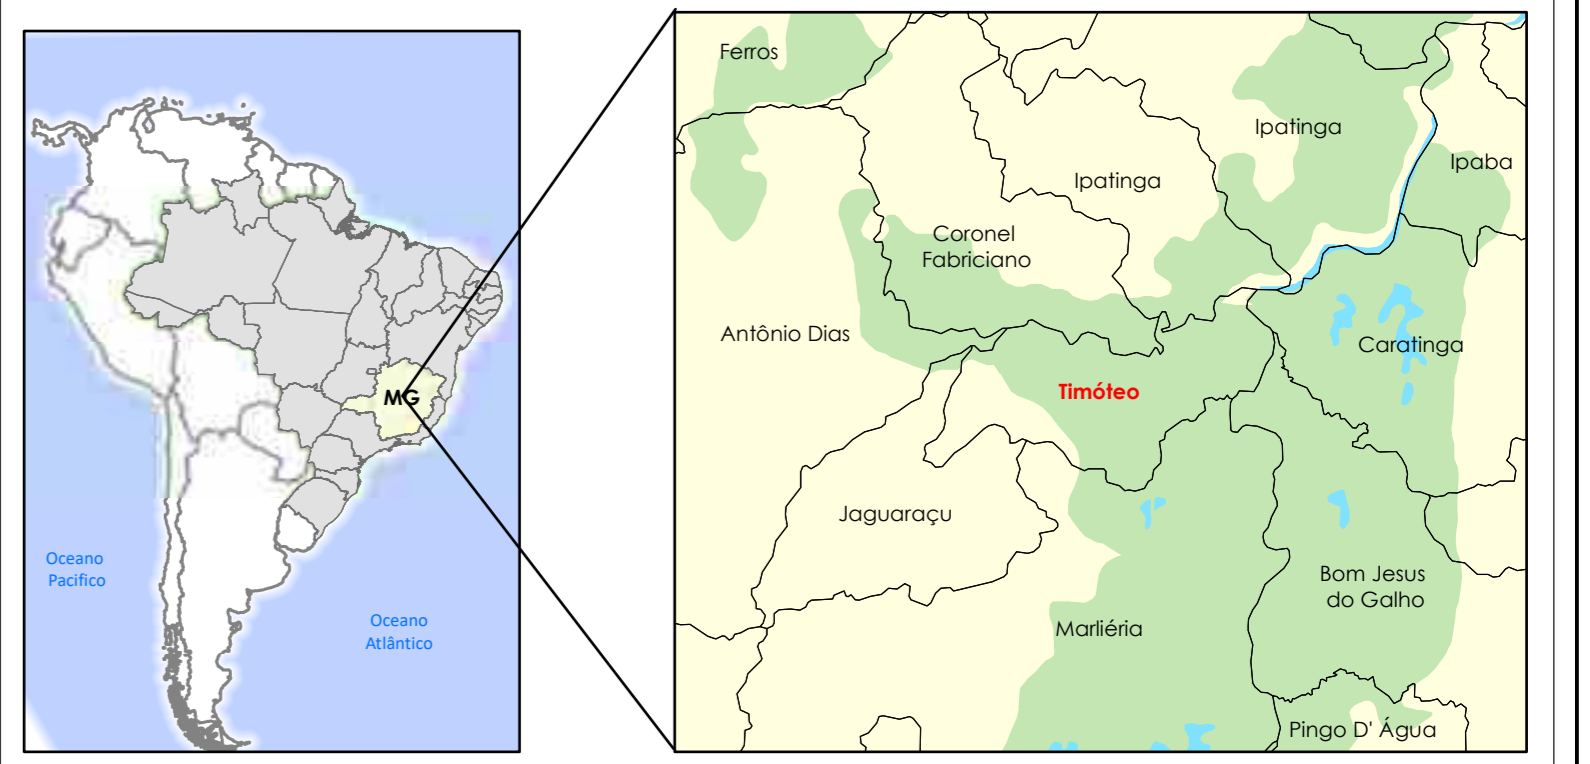 MG
Oceano
Pacifico
Oceano
Atlântico
Ferros
Ipatinga
Ipaba
Ipatinga
Coronel
Fabriciano
Antônio Dias
Caratinga
Timóteo
Jaguaraçu
Bom Jesus
do Galho
Marliéria
Pingo D' Água